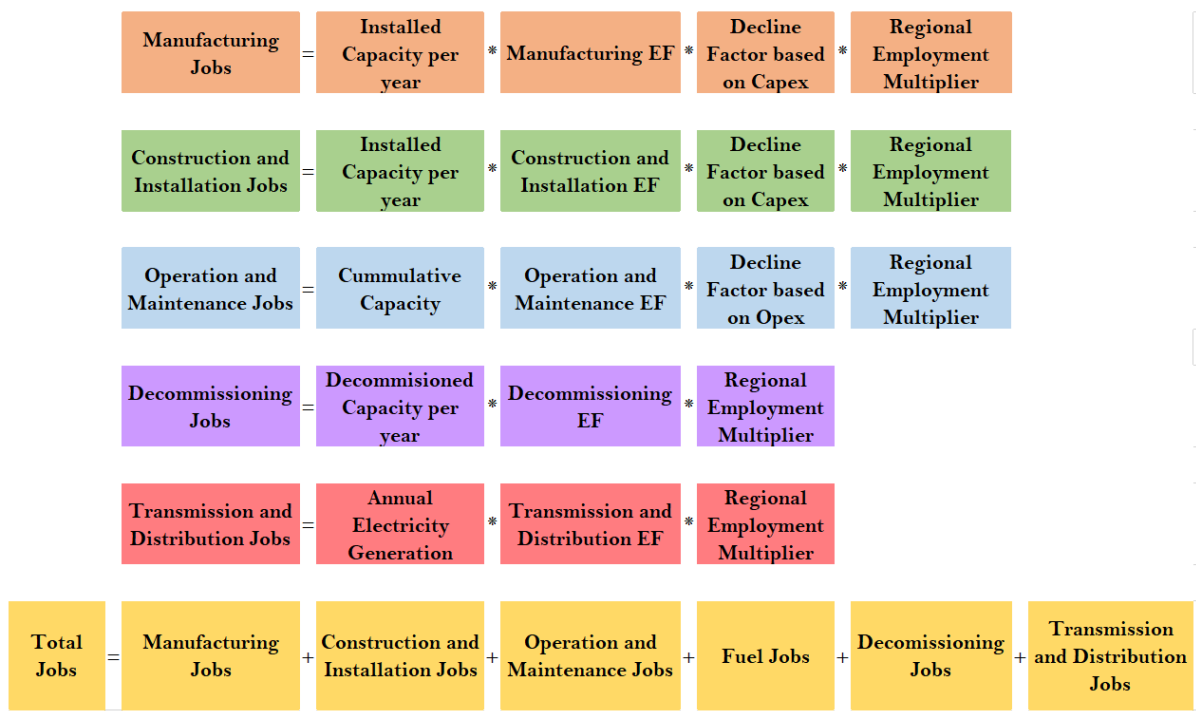 Manufacturing Jobs = Installed Capacity per year * Manufacturing EF * Decline Factor based on Capex * Regional Employment Multiplier
Construction and Installation Jobs = Installed Capacity per year * Construction and Installation EF * Decline Factor based on Capex * Regional Employment Multiplier
Operation and Maintenance Jobs = Cummulative Capacity * Operation and Maintenance EF * Decline Factor based on Opex * Regional Employment Multiplier
Decommissioning Jobs = Decommisioned Capacity per year * Decommissioning EF * Regional Employment Multiplier
Transmission and Distribution Jobs = Annual Electricity Generation * Transmission and Distribution EF * Regional Employment Multiplier
Total Jobs = Manufacturing Jobs + Construction and Installation Jobs + Operation and Maintenance Jobs + Fuel Jobs + Decomissioning Jobs + Transmission and Distribution Jobs